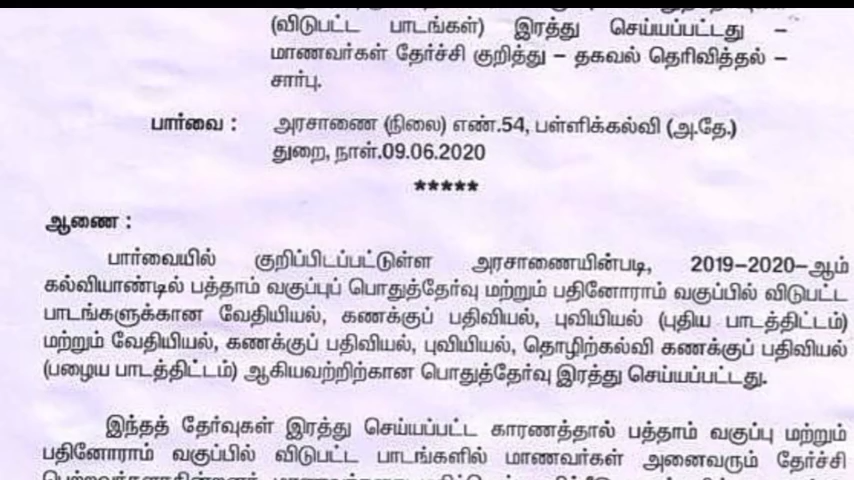 (விடுபட்ட பாடங்கள்) இரத்து செய்யப்பட்டது –
மாணவர்கள் தேர்ச்சி குறித்து – தகவல் தெரிவித்தல் –
சார்பு.
பார்வை : அரசாணை (நிலை) எண்.54, பள்ளிக்கல்வி (அ.தே.)
துறை, நாள்.09.06.2020
*****
ஆணை :
பார்வையில் குறிப்பிடப்பட்டுள்ள அரசாணையின்படி, 2019–2020–ஆம்
கல்வியாண்டில் பத்தாம் வகுப்புப் பொதுத்தேர்வு மற்றும் பதினோராம் வகுப்பில் விடுபட்ட
பாடங்களுக்கான வேதியியல், கணக்குப் பதிவியல், புவியியல் (புதிய பாடத்திட்டம்)
மற்றும் வேதியியல், கணக்குப் பதிவியல், புவியியல், தொழிற்கல்வி கணக்குப் பதிவியல்
(பழைய பாடத்திட்டம்) ஆகியவற்றிற்கான பொதுத்தேர்வு இரத்து செய்யப்பட்டது.
இந்தத் தேர்வுகள் இரத்து செய்யப்பட்ட காரணத்தால் பத்தாம் வகுப்பு மற்றும்
பதினோராம் வகுப்பில் விடுபட்ட பாடங்களில் மாணவர்கள் அனைவரும் தேர்ச்சி